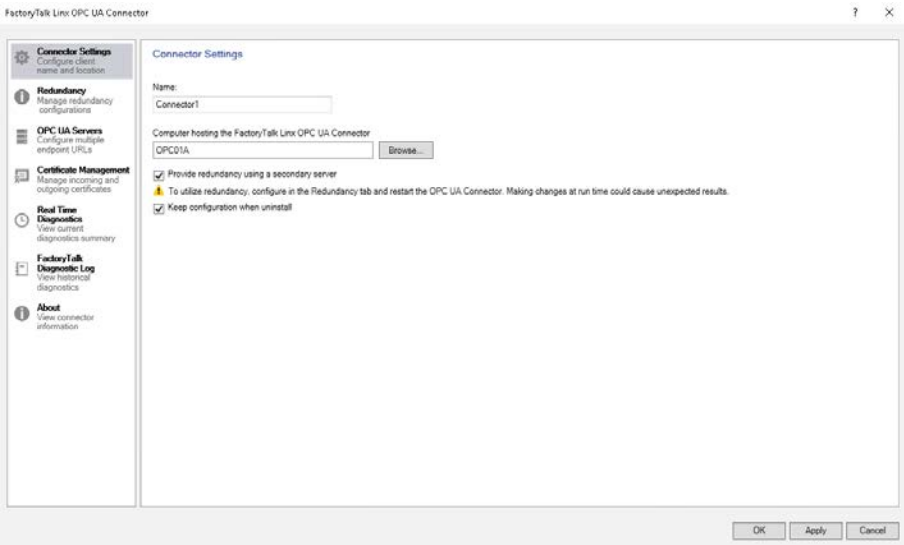 FactoryTalk Linx OPC UA Connector
? ×
Connector Settings
Configure client
name and location
Redundancy
Manage redundancy
configurations
OPC UA Servers
Configure multiple
endpoint URLs
Certificate Management
Manage incoming and
outgoing certificates
Real Time
Diagnostics
View current
diagnostics summary
FactoryTalk
Diagnostic Log
View historical
diagnostics
About
View connector
information
Connector Settings
Name:
Connector1
Computer hosting the FactoryTalk Linx OPC UA Connector
OPC01A
Browse...
Provide redundancy using a secondary server
To utilize redundancy, configure in the Redundancy tab and restart the OPC UA Connector. Making changes at run time could cause unexpected results.
Keep configuration when uninstall
OK Apply Cancel